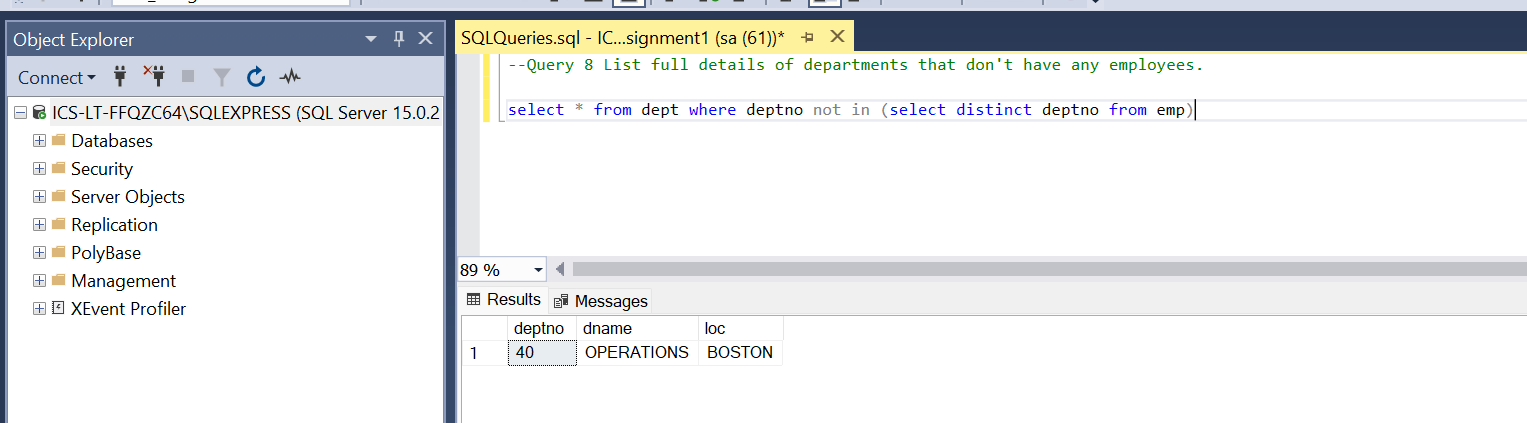 Object Explorer
Connect
ICS-LT-FFQZC64\SQLEXPRESS (SQL Server 15.0.2
Databases
Security
Server Objects
Replication
PolyBase
Management
XEvent Profiler
SQLQueries.sql - IC...signment1 (sa (61))*
--Query 8 List full details of departments that don't have any employees.
select * from dept where deptno not in (select distinct deptno from emp)
89 %
Results Messages
deptno dname loc
1 40 OPERATIONS BOSTON